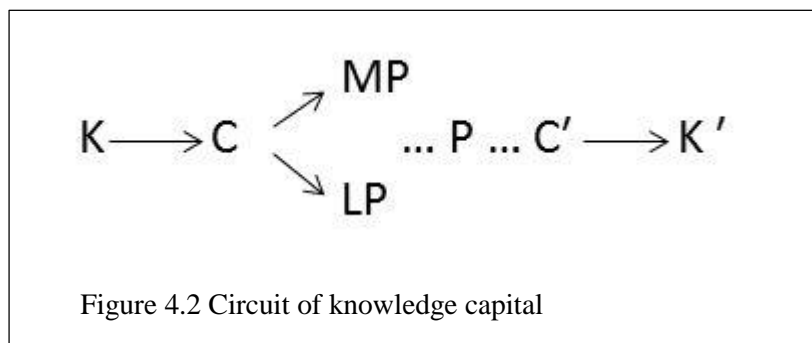 MP
K → C ... P ... C′ → K′
LP
Figure 4.2 Circuit of knowledge capital